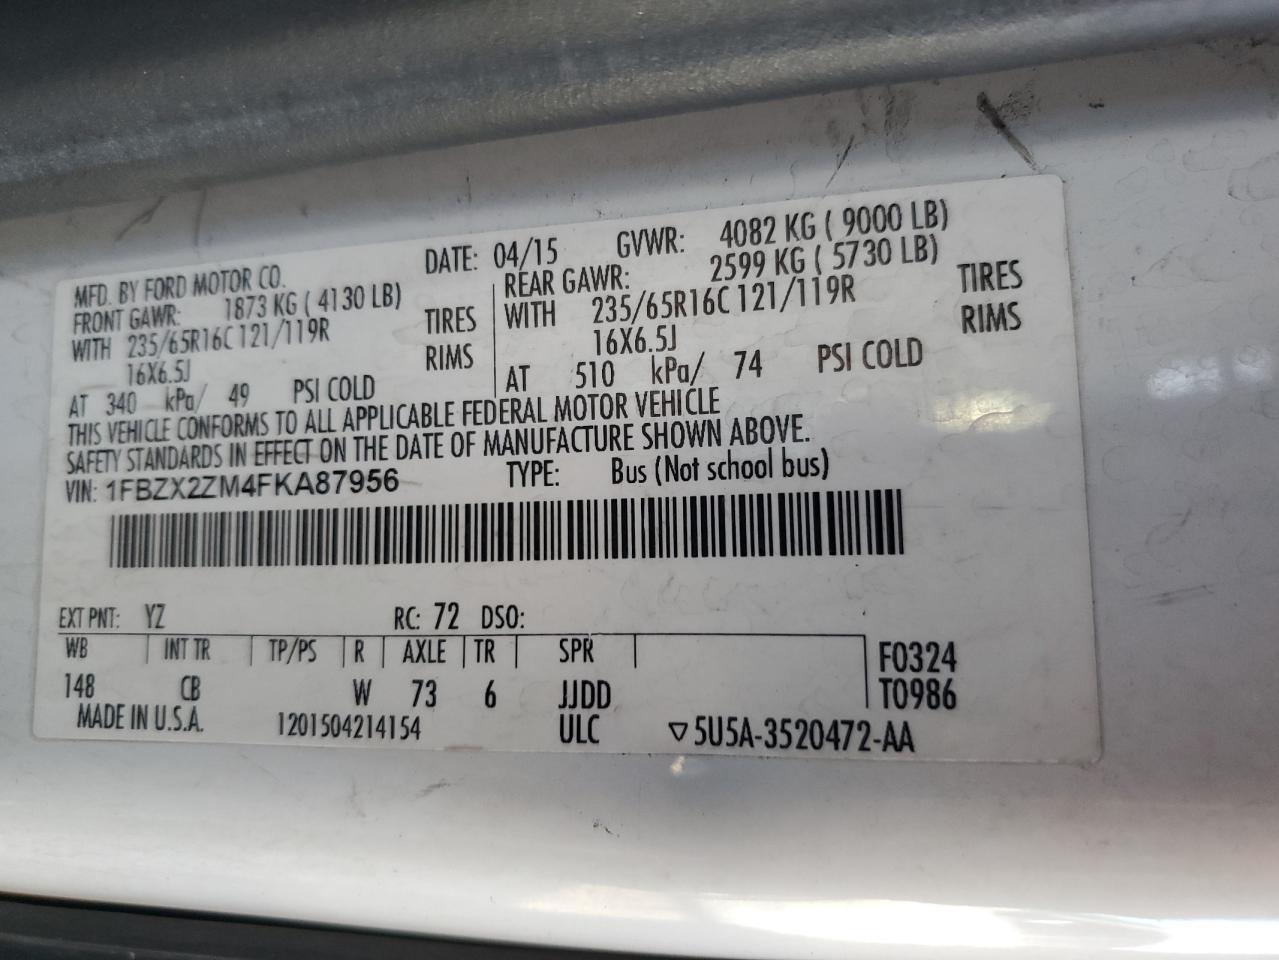 MFD. BY FORD MOTOR CO. DATE: 04/15 GVWR: 4082 KG ( 9000 LB)
FRONT GAWR: 1873 KG ( 4130 LB)
WITH 235/65R16C 121/119R TIRES
16X6.5J RIMS
AT 340 kPa/ 49 PSI COLD
REAR GAWR: 2599 KG ( 5730 LB)
WITH 235/65R16C 121/119R TIRES
16X6.5J RIMS
AT 510 kPa/ 74 PSI COLD
THIS VEHICLE CONFORMS TO ALL APPLICABLE FEDERAL MOTOR VEHICLE
SAFETY STANDARDS IN EFFECT ON THE DATE OF MANUFACTURE SHOWN ABOVE.
VIN: 1FBZX2ZM4FKA87956 TYPE: Bus (Not school bus)
EXT PNT: YZ RC: 72 DSO:
WB INT TR TP/PS R AXLE TR SPR F0324
148 CB W 73 6 JJDD T0986
MADE IN U.S.A. 1201504214154 ULC ▽5U5A-3520472-AA